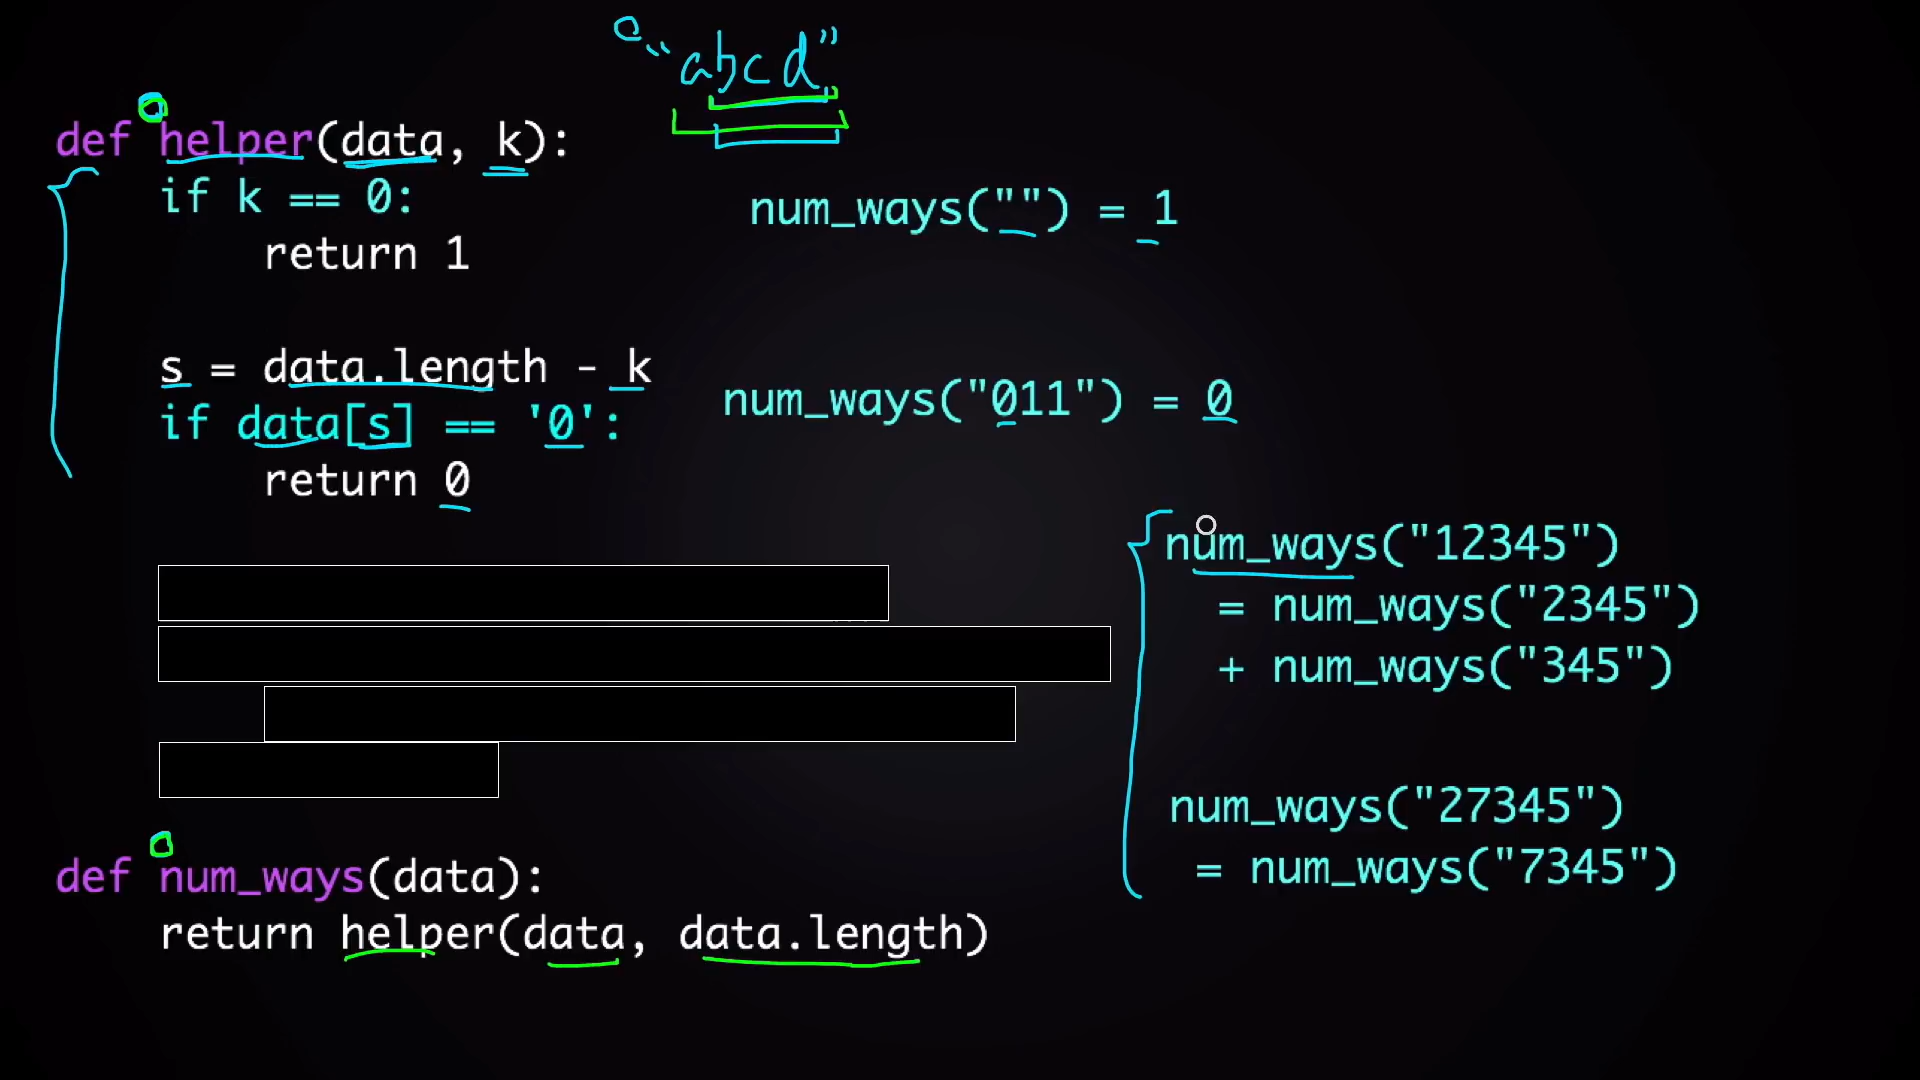 "abcd"
def helper(data, k):
if k == 0:
return 1
s = data.length - k
if data[s] == '0':
return 0
def num_ways(data):
return helper(data, data.length)
num_ways("") = 1
num_ways("011") = 0
num_ways("12345")
= num_ways("2345")
+ num_ways("345")
num_ways("27345")
= num_ways("7345")